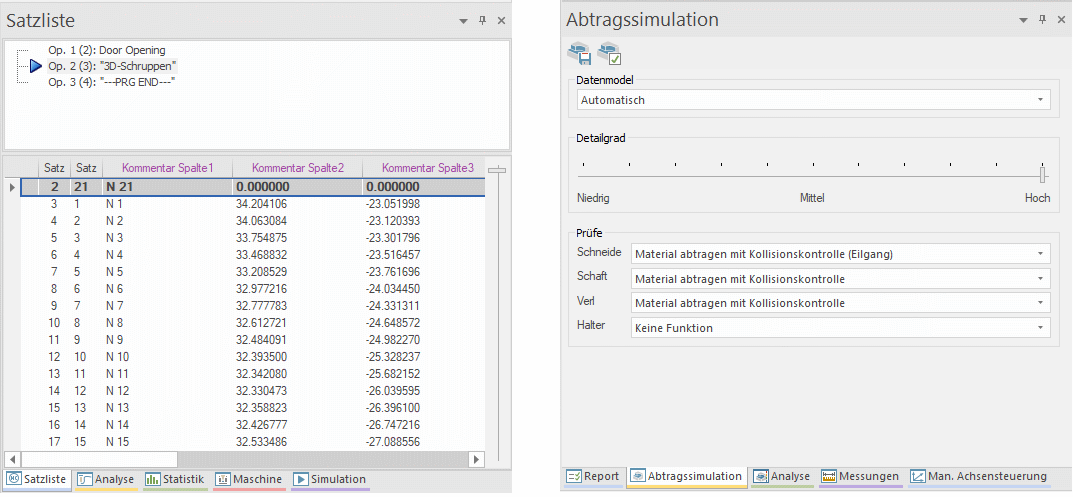 Satzliste
Op. 1 (2): Door Opening
Op. 2 (3): "3D-Schruppen"
Op. 3 (4): "---PRG END---"
Satz Satz Kommentar Spalte1 Kommentar Spalte2 Kommentar Spalte3
2 21 N 21 0.000000 0.000000
3 1 N 1 34.204106 -23.051998
4 2 N 2 34.063084 -23.120393
5 3 N 3 33.754875 -23.301796
6 4 N 4 33.468832 -23.516457
7 5 N 5 33.208529 -23.761696
8 6 N 6 32.977216 -24.034450
9 7 N 7 32.777783 -24.331311
10 8 N 8 32.612721 -24.648572
11 9 N 9 32.484091 -24.982270
12 10 N 10 32.393500 -25.328237
13 11 N 11 32.342080 -25.682152
14 12 N 12 32.330473 -26.039595
15 13 N 13 32.358823 -26.396100
16 14 N 14 32.426777 -26.747216
17 15 N 15 32.533486 -27.088556
Satzliste Analyse Statistik Maschine Simulation
Abtragssimulation
Datenmodel
Automatisch
Detailgrad
Niedrig Mittel Hoch
Prüfe
Schneide Material abtragen mit Kollisionskontrolle (Eilgang)
Schaft Material abtragen mit Kollisionskontrolle
Verl Material abtragen mit Kollisionskontrolle
Halter Keine Funktion
Report Abtragssimulation Analyse Messungen Man. Achsensteuerung